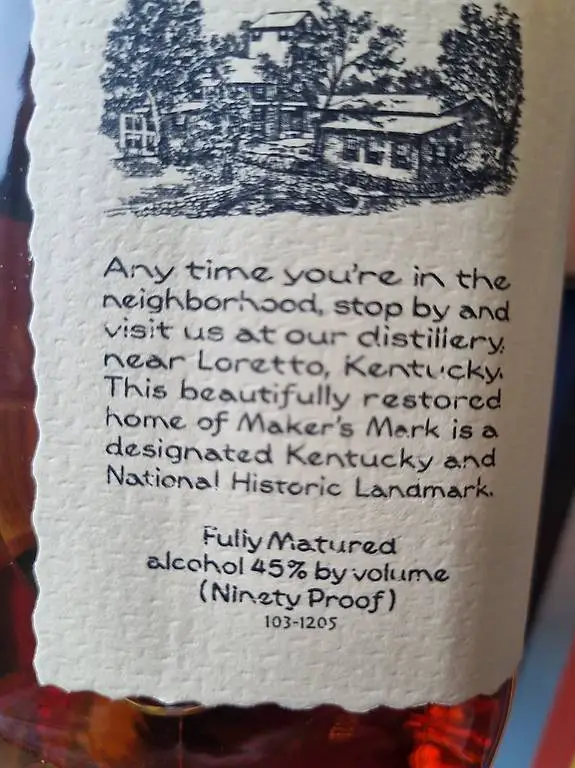 Any time you're in the
neighborhood, stop by and
visit us at our distillery,
near Loretto, Kentucky.
This beautifully restored
home of Maker's Mark is a
designated Kentucky and
National Historic Landmark.
Fully Matured
alcohol 45% by volume
(Ninety Proof)
103-1205